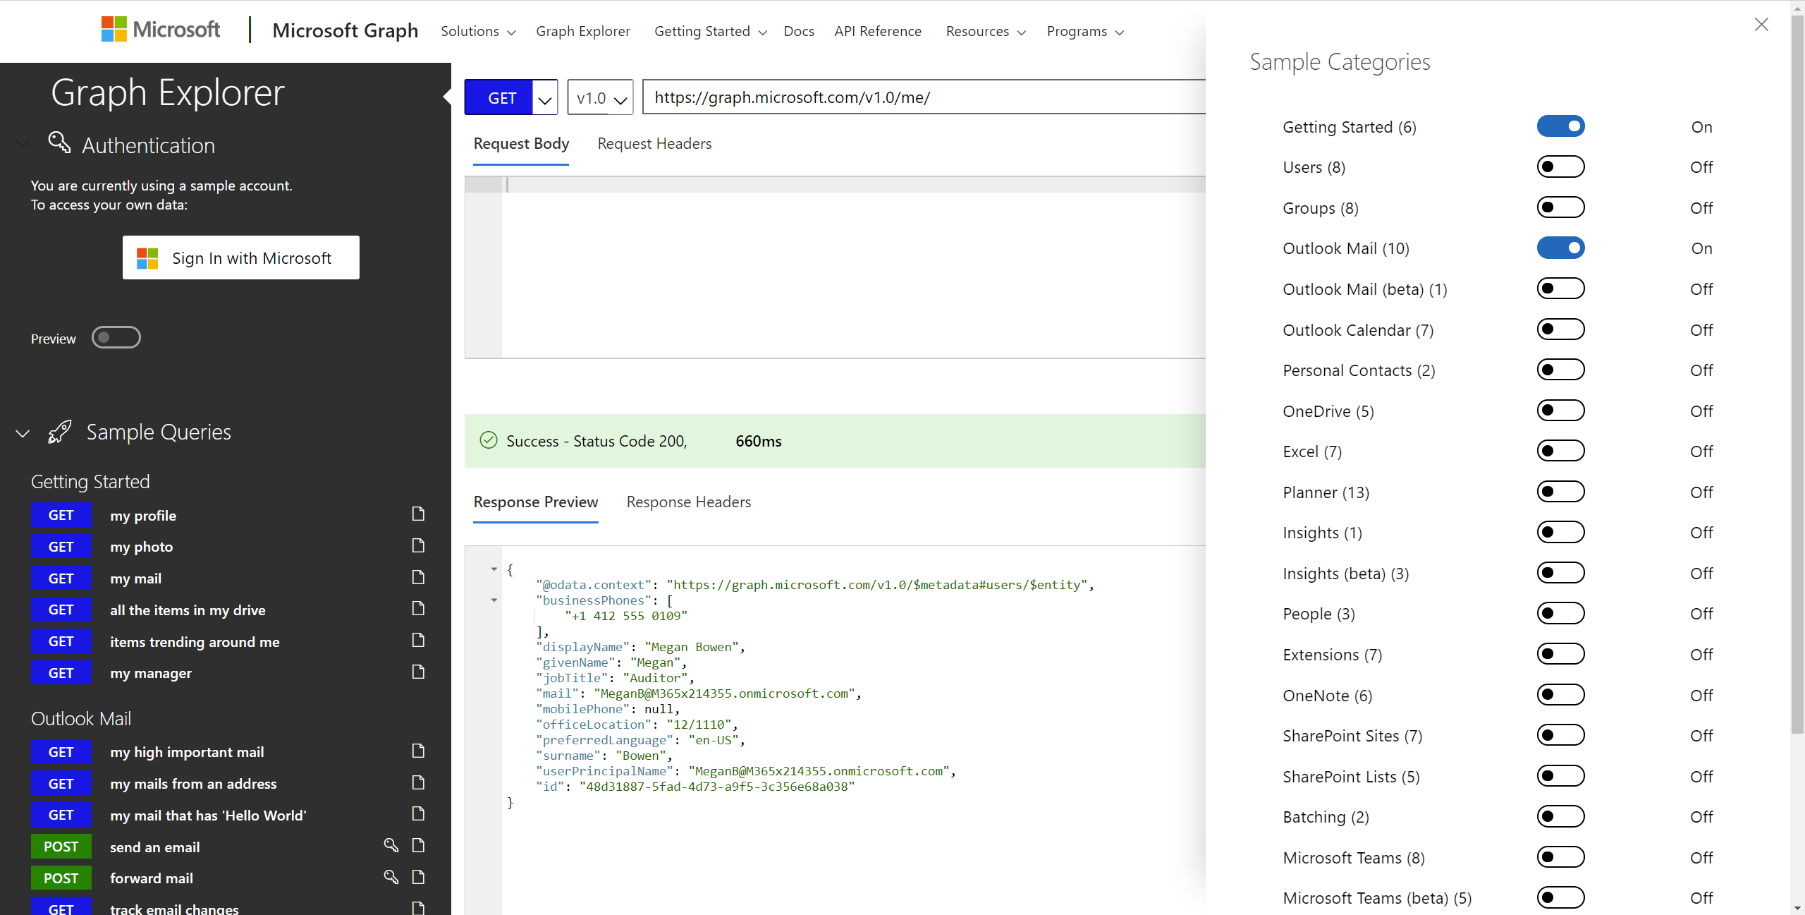 Microsoft
Microsoft Graph
Solutions
Graph Explorer
Getting Started
Docs
API Reference
Resources
Programs
Graph Explorer
Authentication
You are currently using a sample account.
To access your own data:
Sign In with Microsoft
Preview
Sample Queries
Getting Started
GET my profile
GET my photo
GET my mail
GET all the items in my drive
GET items trending around me
GET my manager
Outlook Mail
GET my high important mail
GET my mails from an address
GET my mail that has 'Hello World'
POST send an email
POST forward mail
GET track email changes
GET v1.0 https://graph.microsoft.com/v1.0/me/
Request Body Request Headers
Success - Status Code 200, 660ms
Response Preview Response Headers
{
"@odata.context": "https://graph.microsoft.com/v1.0/$metadata#users/$entity",
"businessPhones": [
"+1 412 555 0109"
],
"displayName": "Megan Bowen",
"givenName": "Megan",
"jobTitle": "Auditor",
"mail": "MeganB@M365x214355.onmicrosoft.com",
"mobilePhone": null,
"officeLocation": "12/1110",
"preferredLanguage": "en-US",
"surname": "Bowen",
"userPrincipalName": "MeganB@M365x214355.onmicrosoft.com",
"id": "48d31887-5fad-4d73-a9f5-3c356e68a038"
}
Sample Categories
Getting Started (6) On
Users (8) Off
Groups (8) Off
Outlook Mail (10) On
Outlook Mail (beta) (1) Off
Outlook Calendar (7) Off
Personal Contacts (2) Off
OneDrive (5) Off
Excel (7) Off
Planner (13) Off
Insights (1) Off
Insights (beta) (3) Off
People (3) Off
Extensions (7) Off
OneNote (6) Off
SharePoint Sites (7) Off
SharePoint Lists (5) Off
Batching (2) Off
Microsoft Teams (8) Off
Microsoft Teams (beta) (5) Off